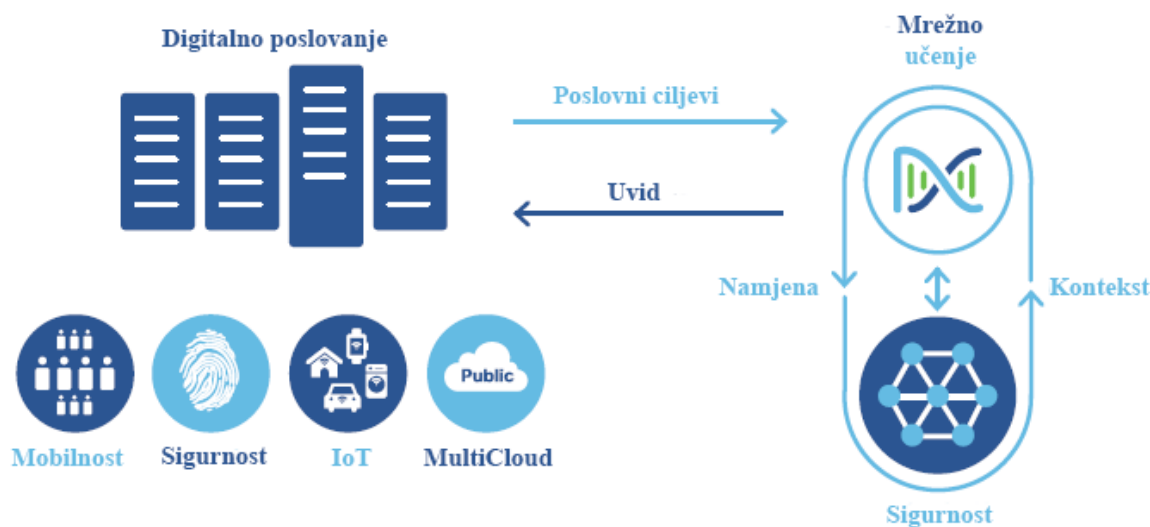 Digitalno poslovanje
Mrežno
učenje
Poslovni ciljevi
Uvid
Namjena
Kontekst
Public
Mobilnost
Sigurnost
IoT
MultiCloud
Sigurnost